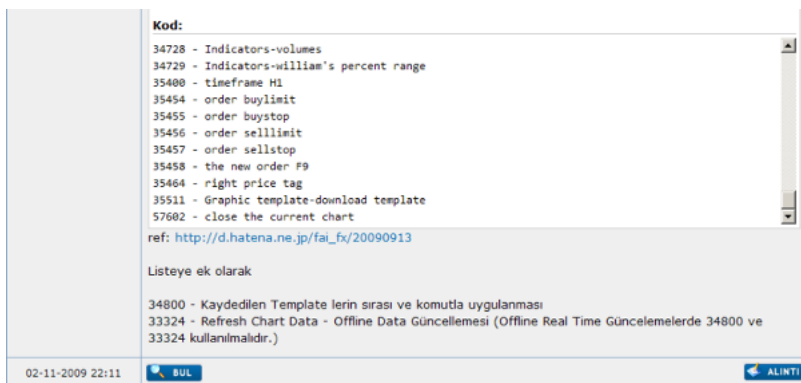 Kod:
34728 - Indicators-volumes
34729 - Indicators-william's percent range
35400 - timeframe H1
35454 - order buylimit
35455 - order buystop
35456 - order selllimit
35457 - order sellstop
35458 - the new order F9
35464 - right price tag
35511 - Graphic template-download template
57602 - close the current chart
ref: http://d.hatena.ne.jp/fai_fx/20090913
Listeye ek olarak
34800 - Kaydedilen Template lerin sırası ve komutla uygulanması
33324 - Refresh Chart Data - Offline Data Güncellemesi (Offline Real Time Güncelemelerde 34800 ve
33324 kullanılmalıdır.)
02-11-2009 22:11
BUL
ALINTI